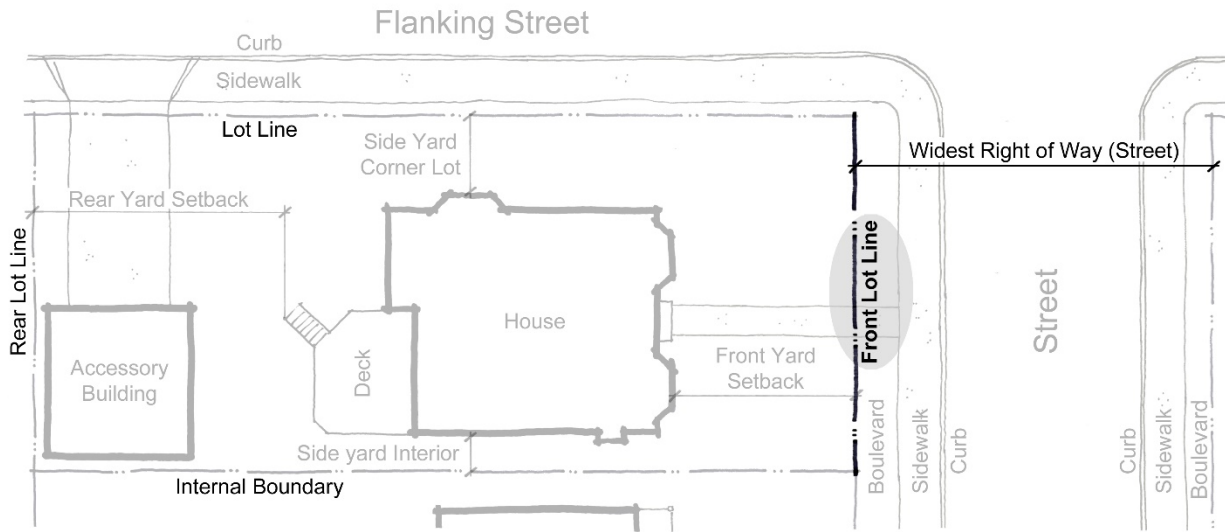 Flanking Street
Curb
Sidewalk
Lot Line
Side Yard
Corner Lot
Widest Right of Way (Street)
Rear Yard Setback
Rear Lot Line
Front Lot Line
House
Street
Accessory
Building
Deck
Front Yard
Setback
Side yard Interior
Internal Boundary
Boulevard
Sidewalk
Curb
Curb
Sidewalk
Boulevard